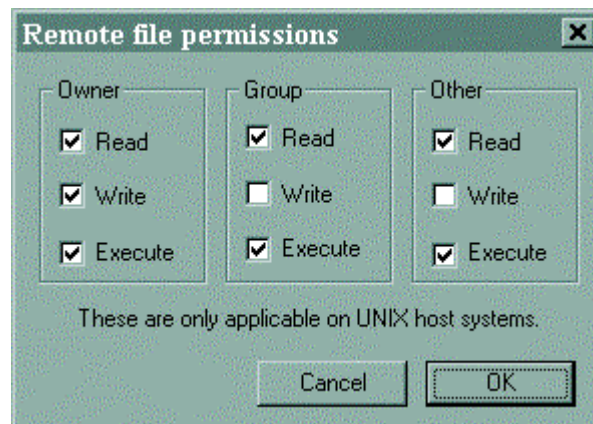 Remote file permissions
Owner Group Other
Read Read Read
Write Write Write
Execute Execute Execute
These are only applicable on UNIX host systems.
Cancel OK